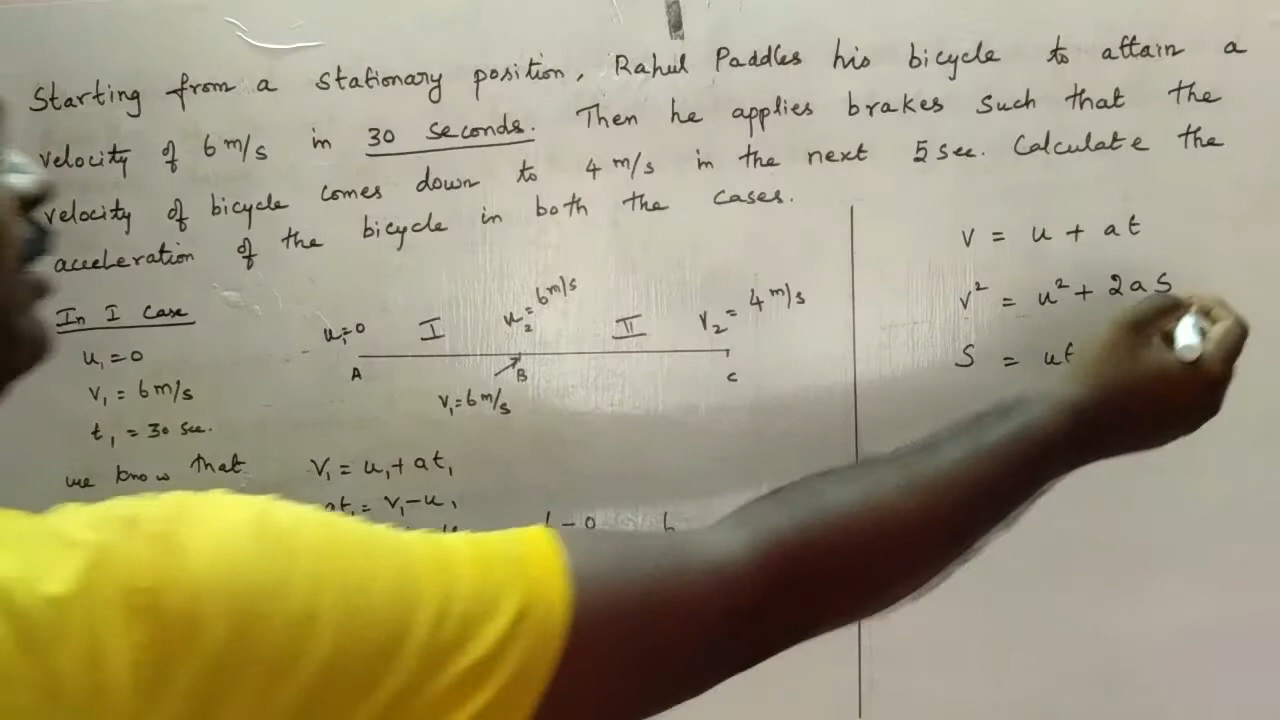 Starting from a stationary position, Rahul Paddles his bicycle to attain a
velocity of 6 m/s in 30 seconds. Then he applies brakes such that the
velocity of bicycle comes down to 4 m/s in the next 5 sec. Calculate the
acceleration of the bicycle in both the cases.
In I Case
u₁ = 0
v₁ = 6 m/s
t₁ = 30 sec.
we know that v₁ = u₁ + at₁
at₁ = v₁ - u₁
- 0
u₁=0 I u₂ = 6 m/s II v₂ = 4 m/s
A B C
v₁ = 6 m/s
v = u + at
v² = u² + 2as
S = ut